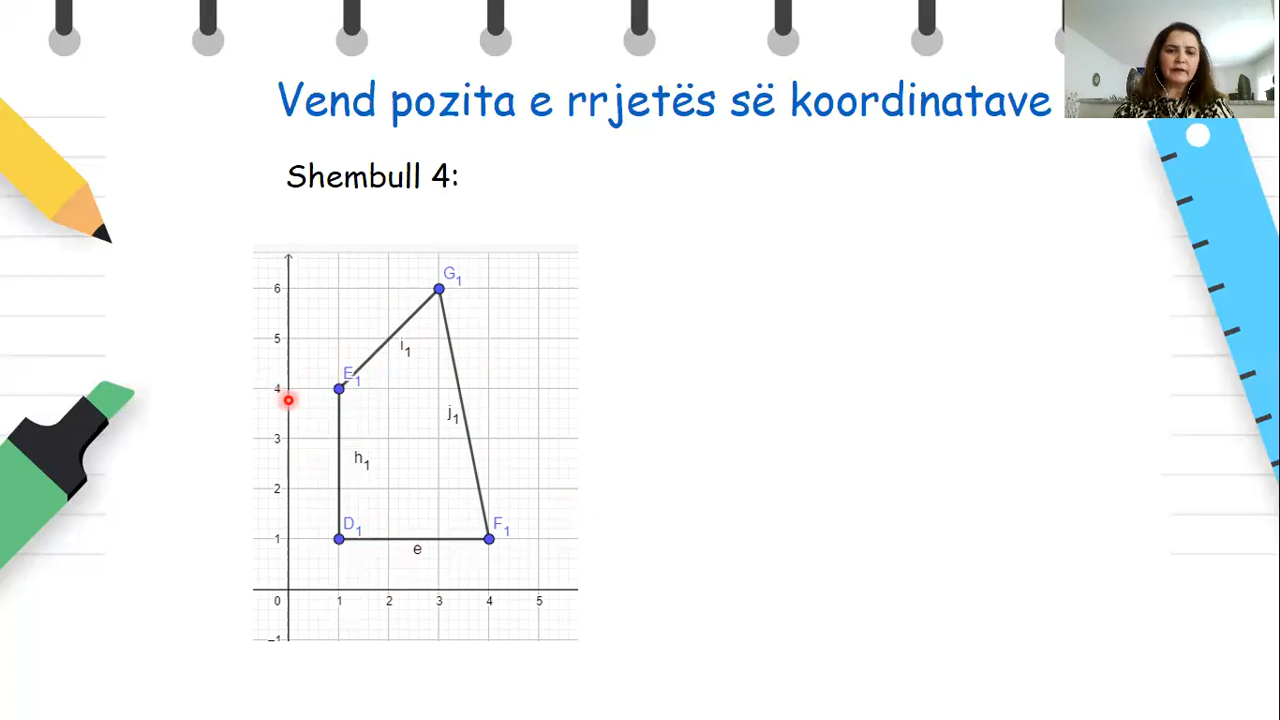 Vend pozita e rrjetës së koordinatave
Shembull 4:
G₁
6
5
i₁
E₁
4
j₁
3
h₁
2
D₁
F₁
1
e
0
1
2
3
4
5
−1